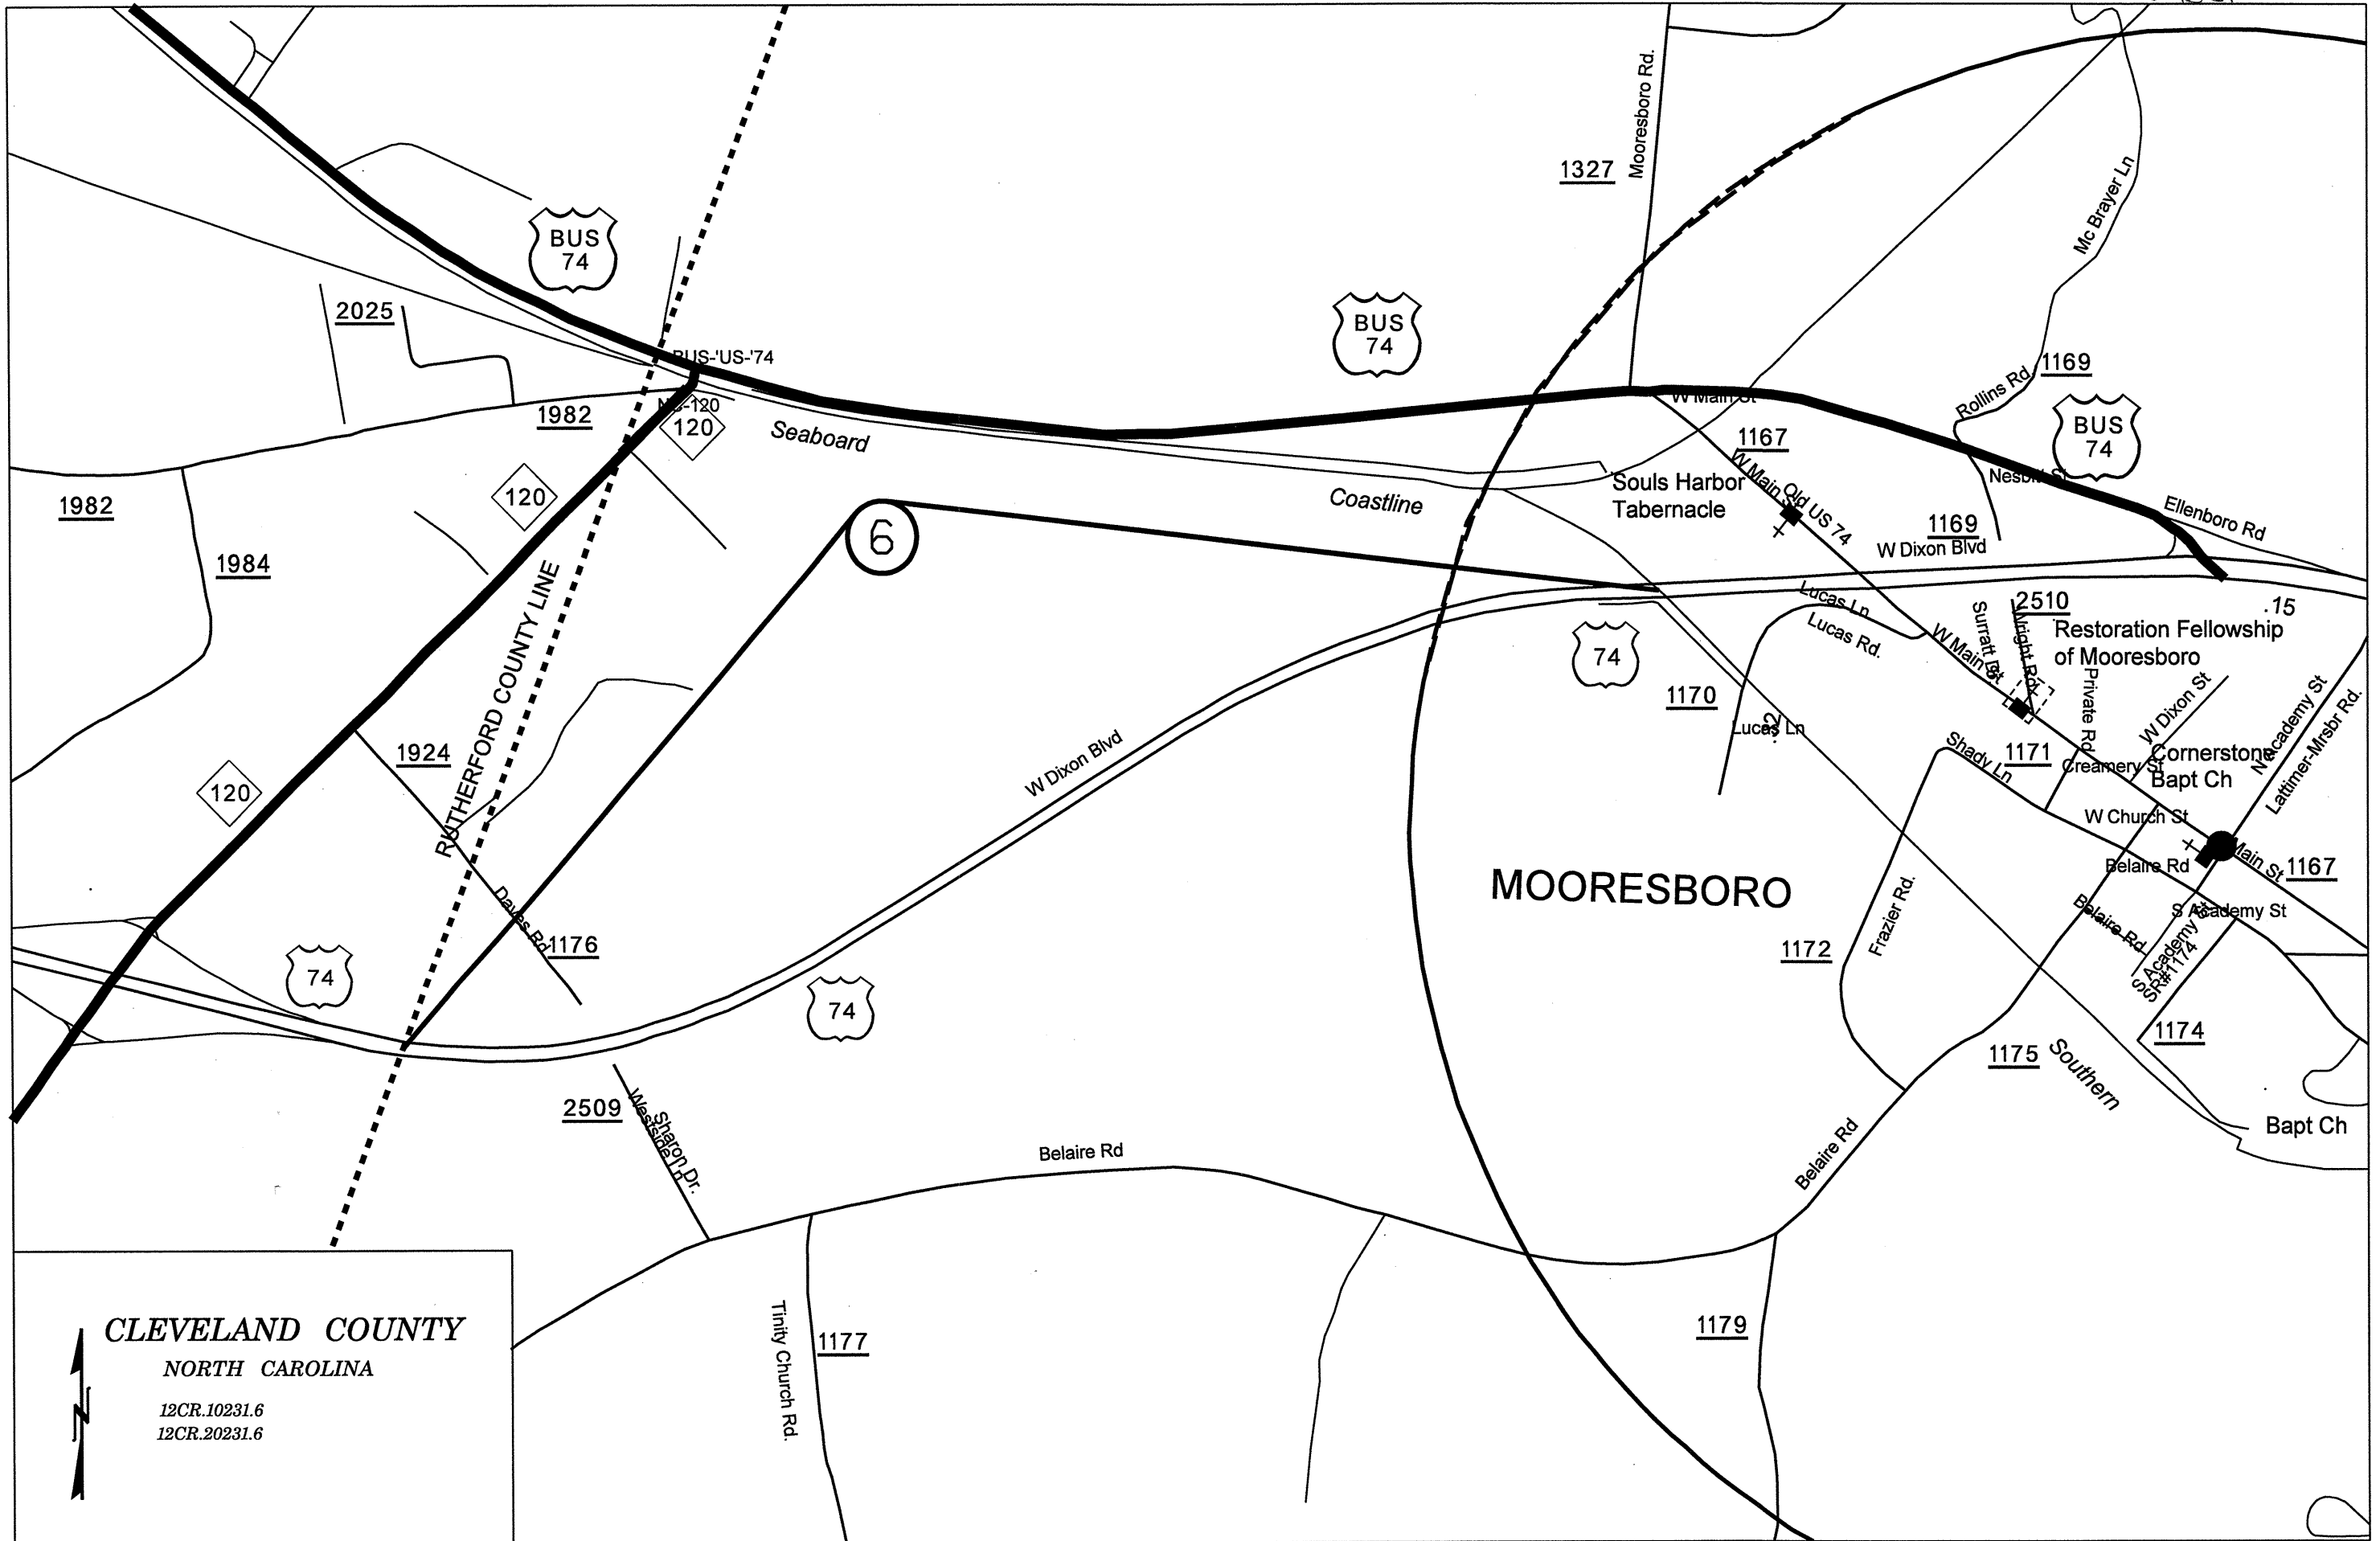 Mooresboro Rd.
1327
Mc Brayer Ln
BUS
74
2025
BUS
74
BUS-'US-'74
1169
Rollins Rd.
W Main St
BUS
74
1982
NC-120
120
Seaboard
1167
W Main St
Old US 74
Souls Harbor
Tabernacle
Nesbitt St
120
Coastline
1982
1169
W Dixon Blvd
Ellenboro Rd
6
1984
RUTHERFORD COUNTY LINE
Lucas Ln
Lucas Rd.
74
Surratt Dr
2510
Wright Rd
.15
Restoration Fellowship
of Mooresboro
W Main St
Private Rd
W Dixon St
N Academy St
Lattimer-Mrsbr Rd.
1170
Lucas Ln
.12
1924
120
W Dixon Blvd
Shady Ln
1171
Creamery St
Cornerstone
Bapt Ch
W Church St
Main St
1167
Belaire Rd
MOORESBORO
Frazier Rd.
1172
Belaire Rd
S Academy St
S Academy St
SR#1174
Daves Rd
1176
74
74
1174
1175
Southern
2509
Westside Ln
Sharon Dr.
Belaire Rd
Belaire Rd
Bapt Ch
Tinity Church Rd.
1177
1179
CLEVELAND COUNTY
NORTH CAROLINA
N
12CR.10231.6
12CR.20231.6